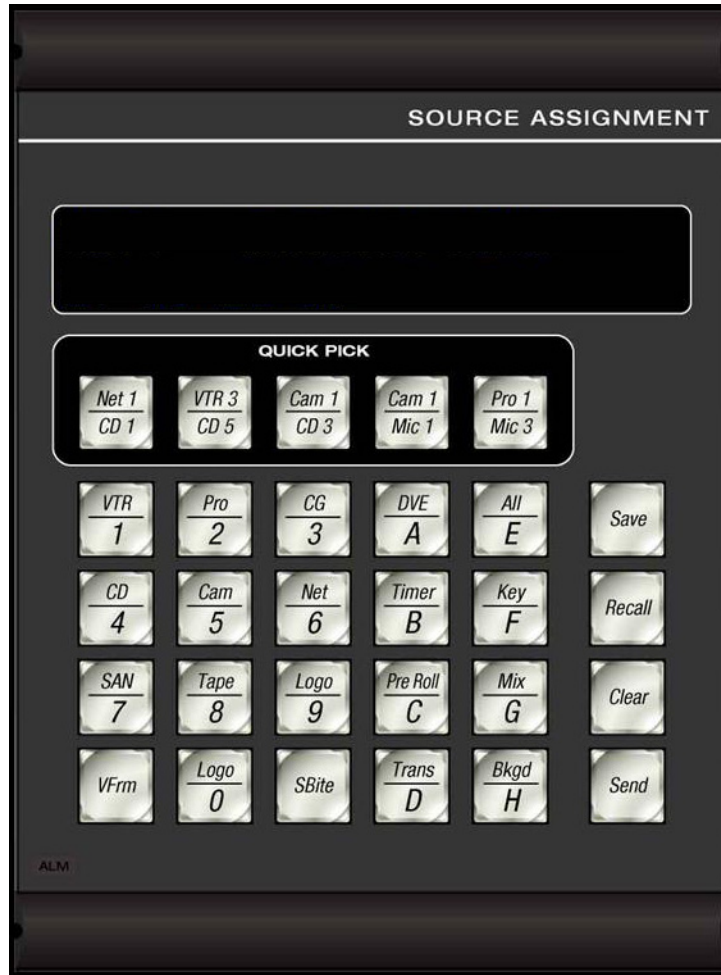 SOURCE ASSIGNMENT
QUICK PICK
Net 1 VTR 3 Cam 1 Cam 1 Pro 1
CD 1 CD 5 CD 3 Mic 1 Mic 3
VTR Pro CG DVE All
1 2 3 A E Save
CD Cam Net Timer Key
4 5 6 B F Recall
SAN Tape Logo Pre Roll Mix
7 8 9 C G Clear
Logo Trans Bkgd
VFrm 0 SBite D H Send
ALM